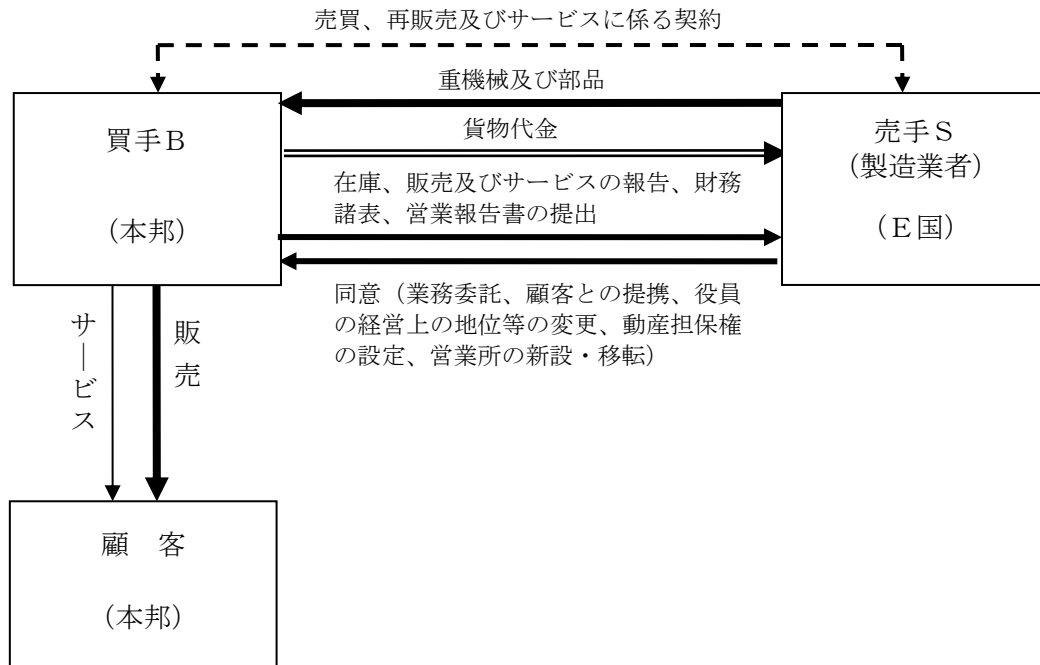 売買、再販売及びサービスに係る契約
重機械及び部品
買手Ｂ
（本邦）
貨物代金
売手Ｓ
（製造業者）
（Ｅ国）
在庫、販売及びサービスの報告、財務
諸表、営業報告書の提出
同意（業務委託、顧客との提携、役員
の経営上の地位等の変更、動産担保権
の設定、営業所の新設・移転）
サービス
販売
顧　客
（本邦）